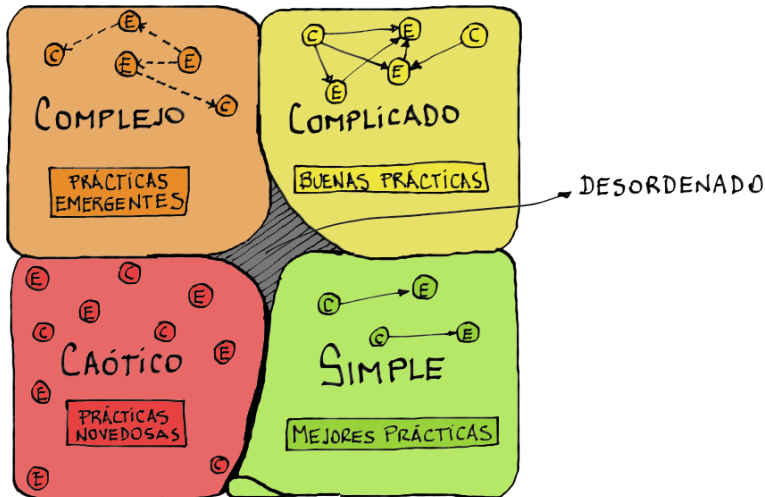 E
C
E
E
C
COMPLEJO
PRÁCTICAS
EMERGENTES
C
E
C
E
E
COMPLICADO
BUENAS PRÁCTICAS
DESORDENADO
E
C
E
E
C
C
E
CAÓTICO
E
PRÁCTICAS
NOVEDOSAS
C
E
C
E
C
E
SIMPLE
MEJORES PRÁCTICAS